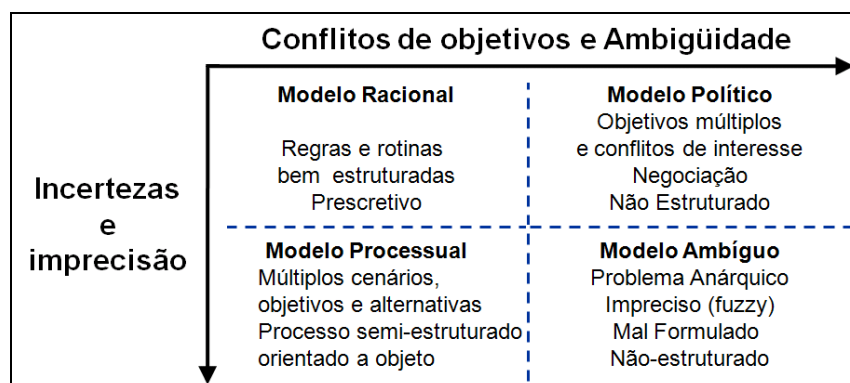 Conflitos de objetivos e Ambigüidade
Incertezas
e
imprecisão
Modelo Racional
Regras e rotinas
bem estruturadas
Prescretivo
Modelo Político
Objetivos múltiplos
e conflitos de interesse
Negociação
Não Estruturado
Modelo Processual
Múltiplos cenários,
objetivos e alternativas
Processo semi-estruturado
orientado a objeto
Modelo Ambíguo
Problema Anárquico
Impreciso (fuzzy)
Mal Formulado
Não-estruturado